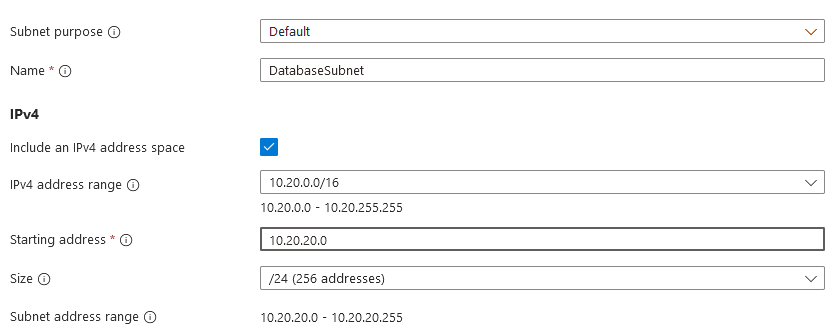 Subnet purpose Default
Name * DatabaseSubnet
IPv4
Include an IPv4 address space
IPv4 address range 10.20.0.0/16
10.20.0.0 - 10.20.255.255
Starting address * 10.20.20.0
Size /24 (256 addresses)
Subnet address range 10.20.20.0 - 10.20.20.255